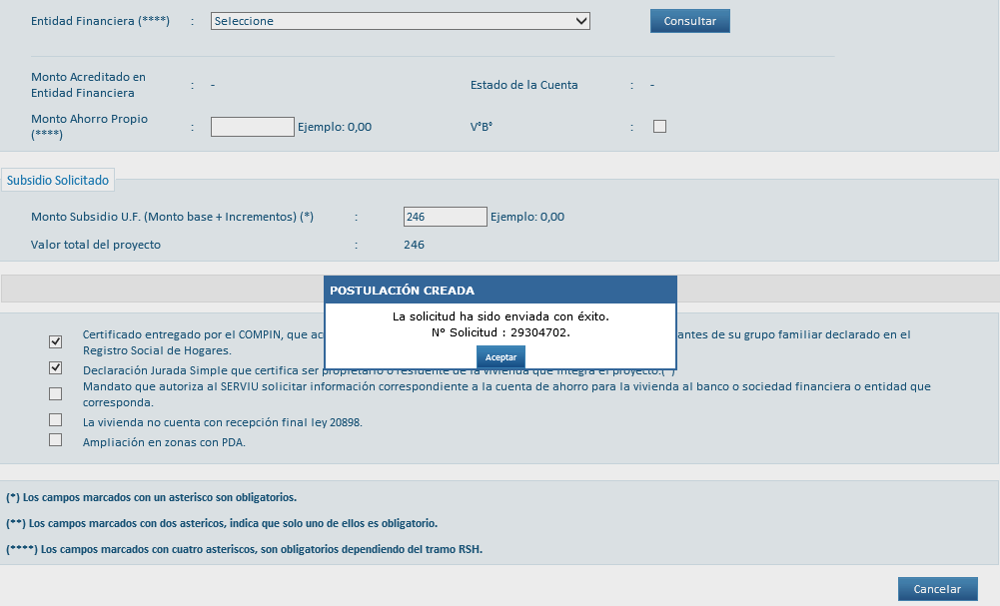 Entidad Financiera (****) : Seleccione Consultar
Monto Acreditado en
Entidad Financiera : - Estado de la Cuenta : -
Monto Ahorro Propio
(****) : Ejemplo: 0,00 V°B° :
Subsidio Solicitado
Monto Subsidio U.F. (Monto base + Incrementos) (*) : 246 Ejemplo: 0,00
Valor total del proyecto : 246
POSTULACIÓN CREADA
La solicitud ha sido enviada con éxito.
N° Solicitud : 29304702.
Aceptar
Certificado entregado por el COMPIN, que antes de su grupo familiar declarado en el
Registro Social de Hogares.
Declaración Jurada Simple que certifica ser propietario o residente de la vivienda que integra el proyecto.(*)
Mandato que autoriza al SERVIU solicitar información correspondiente a la cuenta de ahorro para la vivienda al banco o sociedad financiera o entidad que
corresponda.
La vivienda no cuenta con recepción final ley 20898.
Ampliación en zonas con PDA.
(*) Los campos marcados con un asterisco son obligatorios.
(**) Los campos marcados con dos astericos, indica que solo uno de ellos es obligatorio.
(****) Los campos marcados con cuatro asteriscos, son obligatorios dependiendo del tramo RSH.
Cancelar